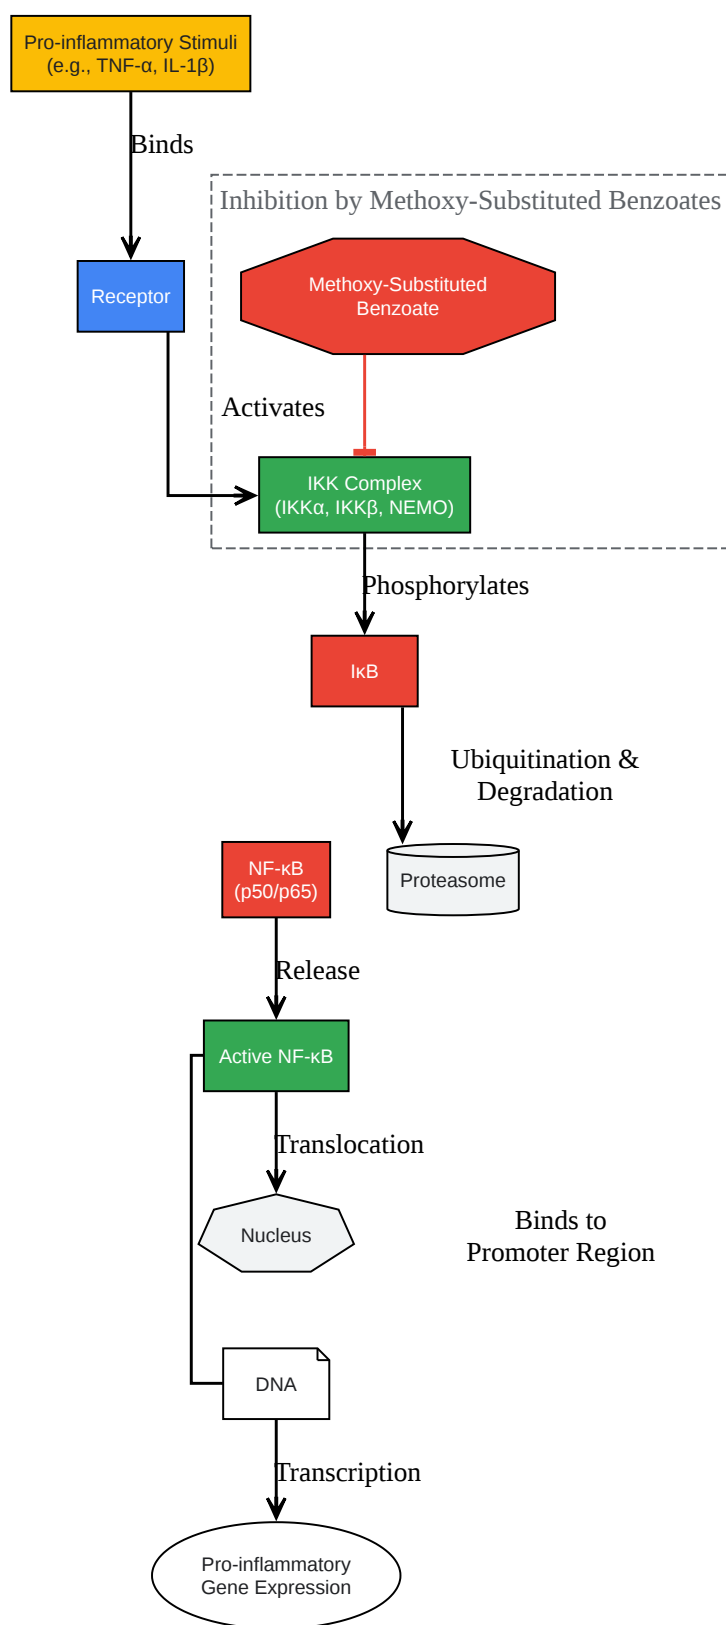 Pro-inflammatory Stimuli
(e.g., TNF-α, IL-1β)
Binds
Inhibition by Methoxy-Substituted Benzoates
Receptor
Methoxy-Substituted
Benzoate
Activates
IKK Complex
(IKKα, IKKβ, NEMO)
Phosphorylates
IκB
Ubiquitination &
Degradation
NF-κB
(p50/p65)
Proteasome
Release
Active NF-κB
Translocation
Nucleus
Binds to
Promoter Region
DNA
Transcription
Pro-inflammatory
Gene Expression